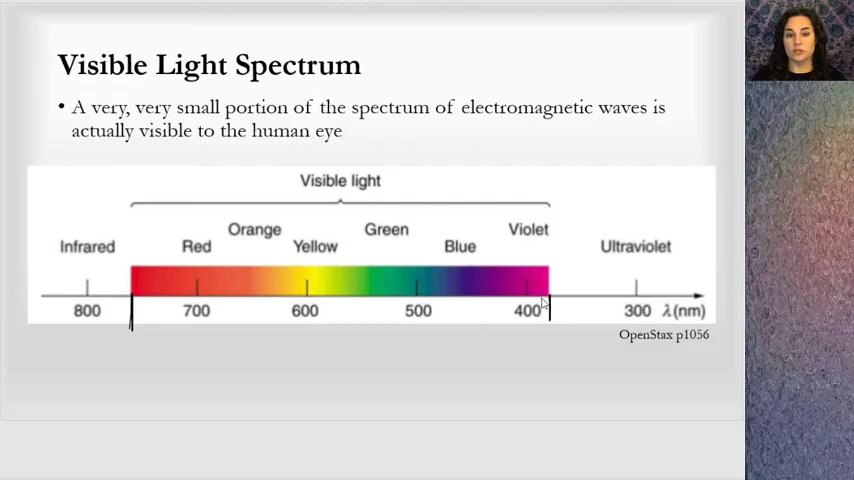 Visible Light Spectrum
• A very, very small portion of the spectrum of electromagnetic waves is
actually visible to the human eye
Visible light
Orange Green Violet
Infrared Red Yellow Blue Ultraviolet
800 700 600 500 400 300 λ(nm)
OpenStax p1056